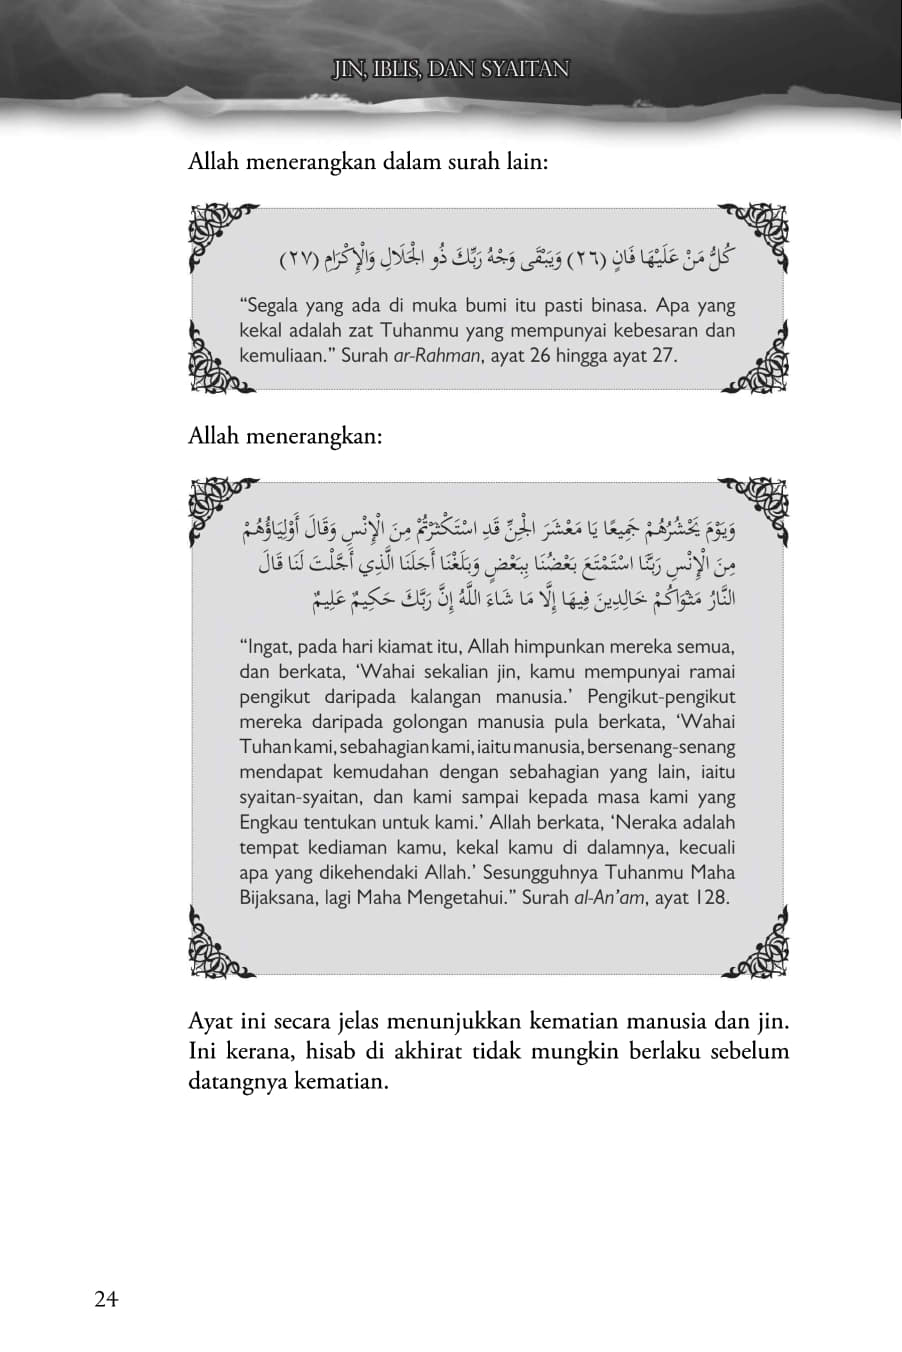 JIN, IBLIS, DAN SYAITAN
Allah menerangkan dalam surah lain:
كُلُّ مَنْ عَلَيْهَا فَانٍ (٢٦) وَيَبْقَى وَجْهُ رَبِّكَ ذُو الْجَلَالِ وَالْإِكْرَامِ (٢٧)
“Segala yang ada di muka bumi itu pasti binasa. Apa yang
kekal adalah zat Tuhanmu yang mempunyai kebesaran dan
kemuliaan.” Surah ar-Rahman, ayat 26 hingga ayat 27.
Allah menerangkan:
وَيَوْمَ يَحْشُرُهُمْ جَمِيعًا يَا مَعْشَرَ الْجِنِّ قَدِ اسْتَكْثَرْتُمْ مِنَ الْإِنْسِ وَقَالَ أَوْلِيَاؤُهُمْ
مِنَ الْإِنْسِ رَبَّنَا اسْتَمْتَعَ بَعْضُنَا بِبَعْضٍ وَبَلَغْنَا أَجَلَنَا الَّذِي أَجَّلْتَ لَنَا قَالَ
النَّارُ مَثْوَاكُمْ خَالِدِينَ فِيهَا إِلَّا مَا شَاءَ اللَّهُ إِنَّ رَبَّكَ حَكِيمٌ عَلِيمٌ
“Ingat, pada hari kiamat itu, Allah himpunkan mereka semua,
dan berkata, ‘Wahai sekalian jin, kamu mempunyai ramai
pengikut daripada kalangan manusia.’ Pengikut-pengikut
mereka daripada golongan manusia pula berkata, ‘Wahai
Tuhan kami, sebahagian kami, iaitu manusia, bersenang-senang
mendapat kemudahan dengan sebahagian yang lain, iaitu
syaitan-syaitan, dan kami sampai kepada masa kami yang
Engkau tentukan untuk kami.’ Allah berkata, ‘Neraka adalah
tempat kediaman kamu, kekal kamu di dalamnya, kecuali
apa yang dikehendaki Allah.’ Sesungguhnya Tuhanmu Maha
Bijaksana, lagi Maha Mengetahui.” Surah al-An’am, ayat 128.
Ayat ini secara jelas menunjukkan kematian manusia dan jin.
Ini kerana, hisab di akhirat tidak mungkin berlaku sebelum
datangnya kematian.
24